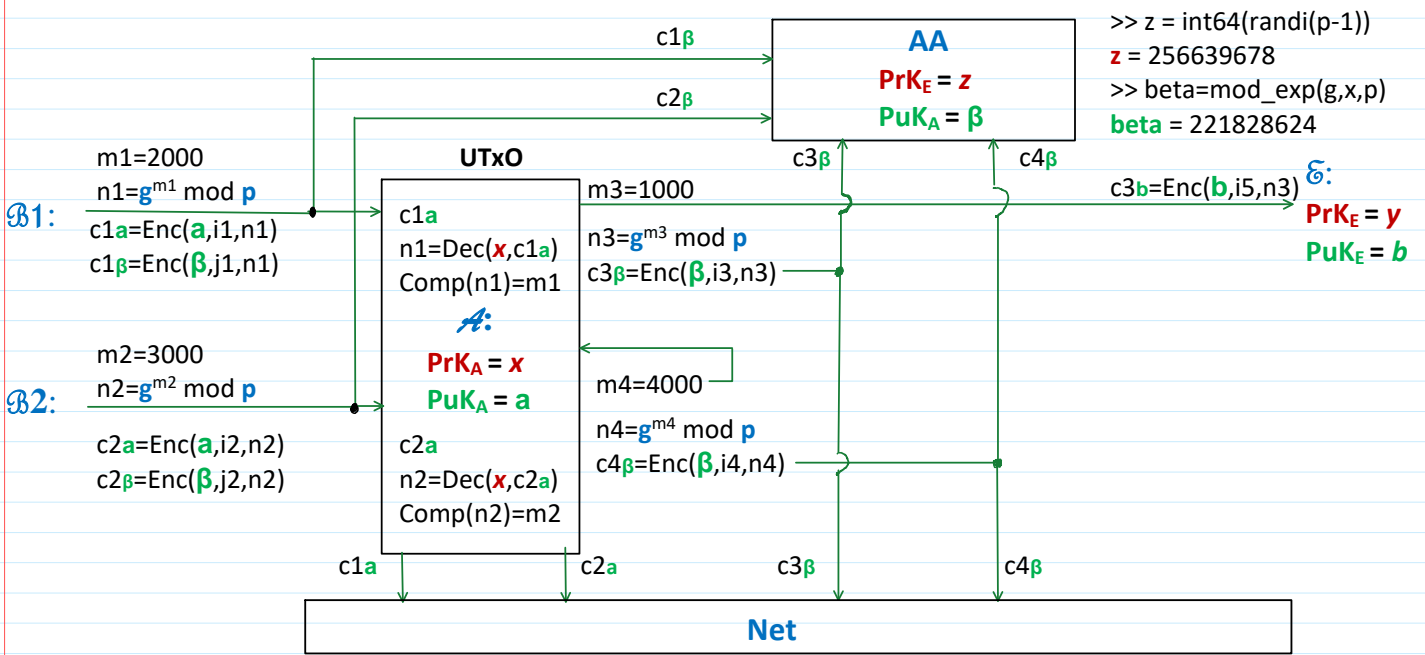 c1β
c2β
AA
PrKE = z
PuKA = β
>> z = int64(randi(p-1))
z = 256639678
>> beta=mod_exp(g,x,p)
beta = 221828624
ℬ1:
m1=2000
n1=g^m1 mod p
c1a=Enc(a,i1,n1)
c1β=Enc(β,j1,n1)
ℬ2:
m2=3000
n2=g^m2 mod p
c2a=Enc(a,i2,n2)
c2β=Enc(β,j2,n2)
UTxO
c1a
n1=Dec(x,c1a)
Comp(n1)=m1
𝒜:
PrKA = x
PuKA = a
c2a
n2=Dec(x,c2a)
Comp(n2)=m2
m3=1000
n3=g^m3 mod p
c3β=Enc(β,i3,n3)
m4=4000
n4=g^m4 mod p
c4β=Enc(β,i4,n4)
c3β
c4β
c3b=Enc(b,i5,n3)
ℰ:
PrKE = y
PuKE = b
c1a
c2a
c3β
c4β
Net